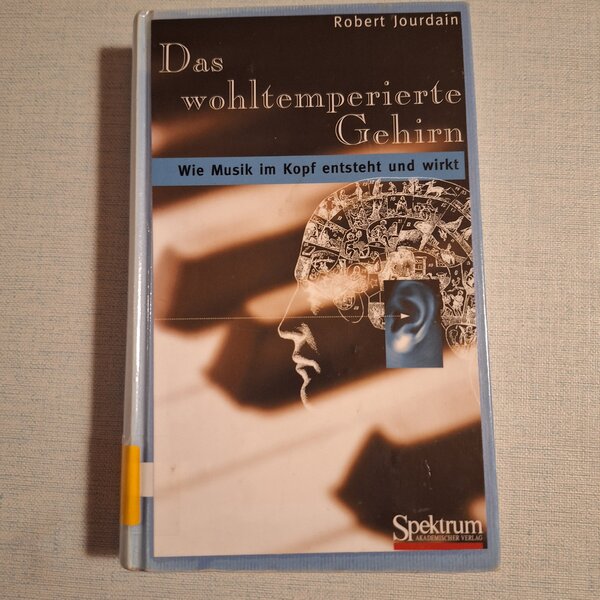 Robert Jourdain
Das
wohltemperierte
Gehirn
Wie Musik im Kopf entsteht und wirkt
Spektrum
AKADEMISCHER VERLAG